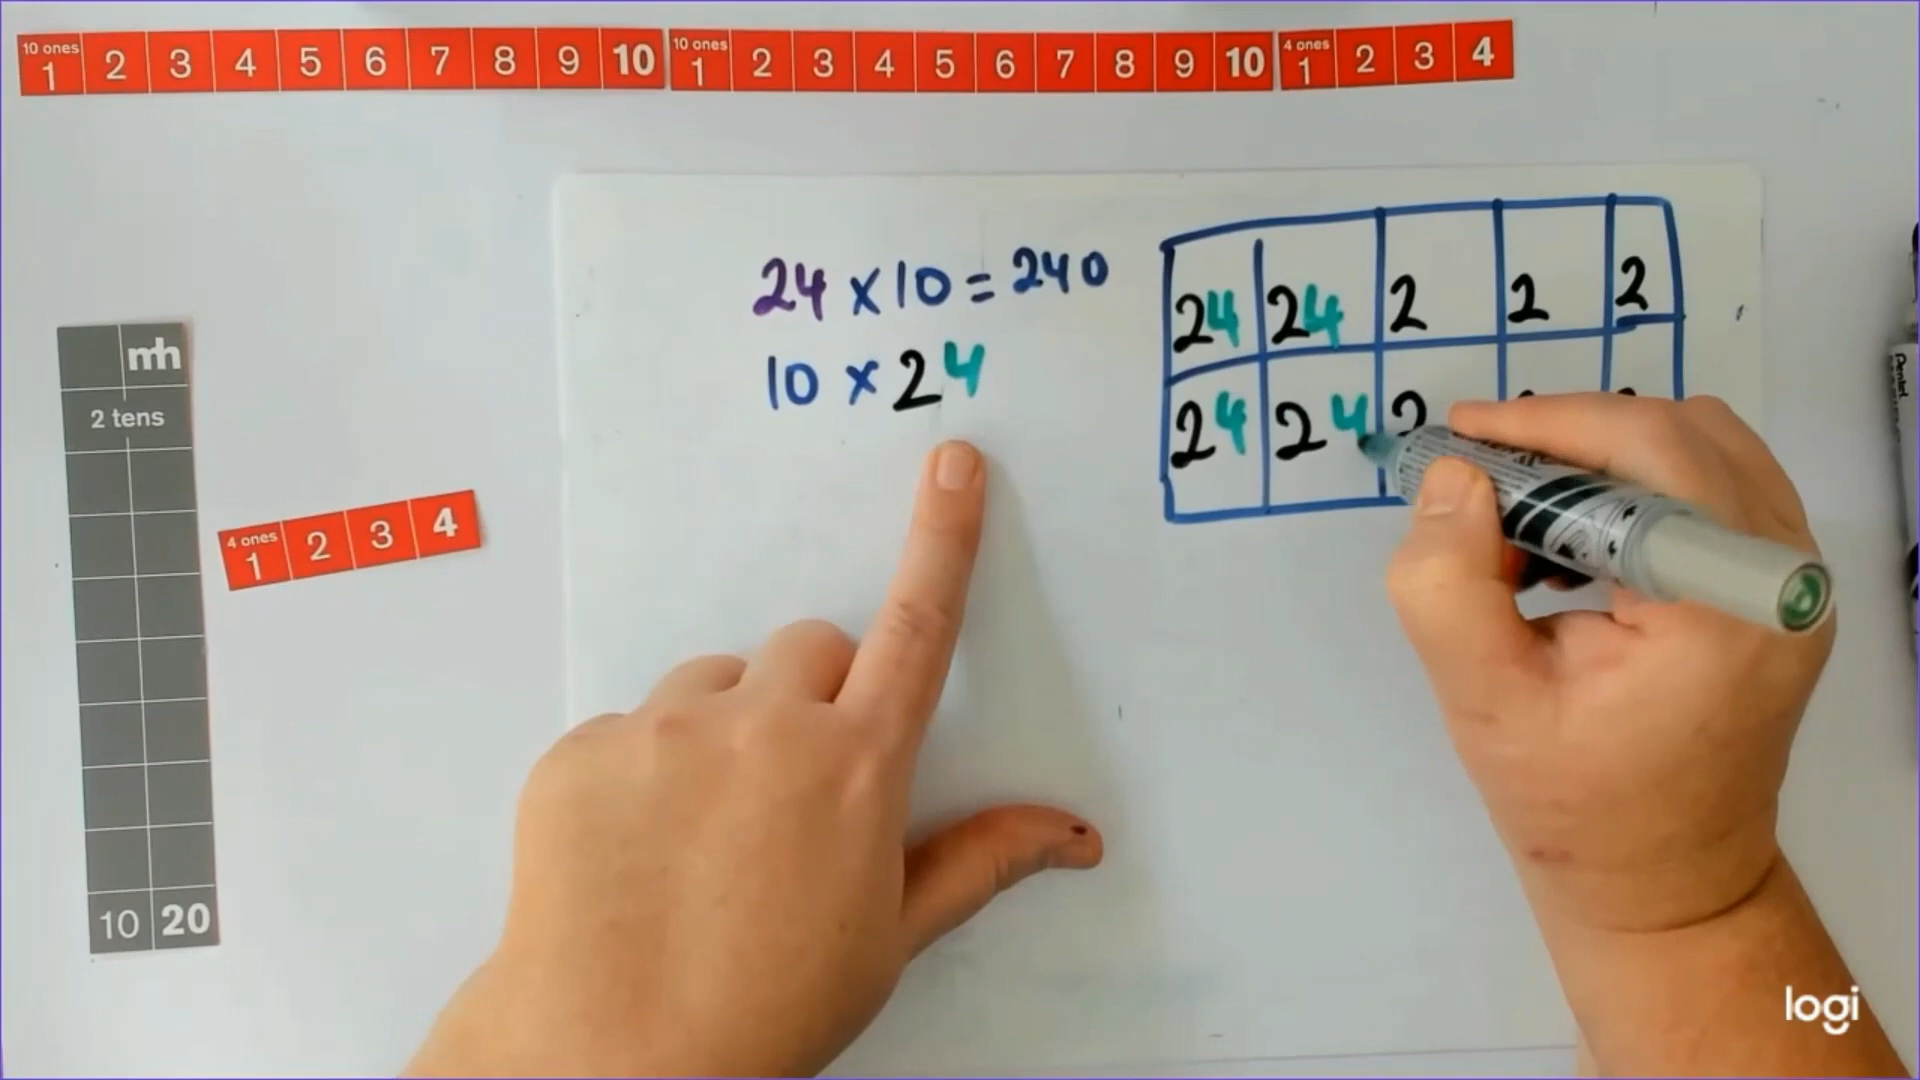 10 ones 1 2 3 4 5 6 7 8 9 10 10 ones 1 2 3 4 5 6 7 8 9 10 4 ones 1 2 3 4
24 x 10 = 240
10 x 24
24 24 2 2 2
24 24 2
mh
2 tens
10 20
4 ones 1 2 3 4
Pentel
logi